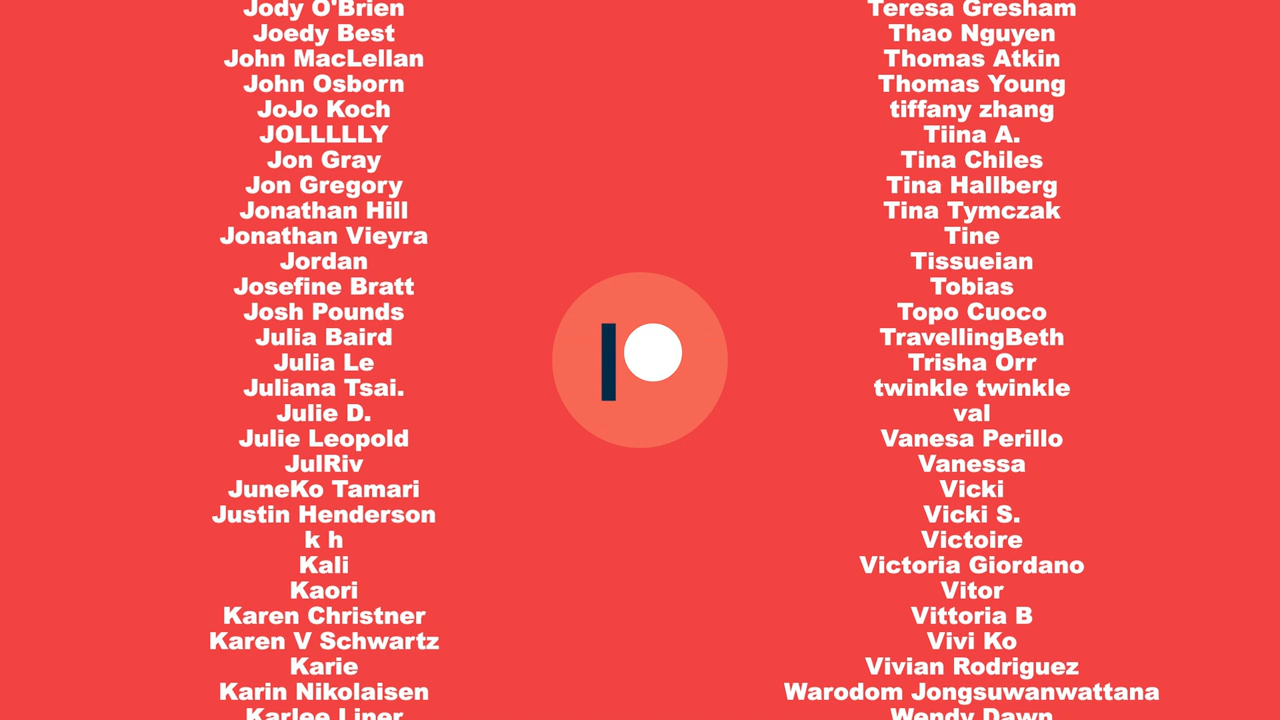 Jody O'Brien
Joedy Best
John MacLellan
John Osborn
JoJo Koch
JOLLLLLY
Jon Gray
Jon Gregory
Jonathan Hill
Jonathan Vieyra
Jordan
Josefine Bratt
Josh Pounds
Julia Baird
Julia Le
Juliana Tsai.
Julie D.
Julie Leopold
JulRiv
JuneKo Tamari
Justin Henderson
k h
Kali
Kaori
Karen Christner
Karen V Schwartz
Karie
Karin Nikolaisen
Karlee Liner
Teresa Gresham
Thao Nguyen
Thomas Atkin
Thomas Young
tiffany zhang
Tiina A.
Tina Chiles
Tina Hallberg
Tina Tymczak
Tine
Tissueian
Tobias
Topo Cuoco
TravellingBeth
Trisha Orr
twinkle twinkle
val
Vanesa Perillo
Vanessa
Vicki
Vicki S.
Victoire
Victoria Giordano
Vitor
Vittoria B
Vivi Ko
Vivian Rodriguez
Warodom Jongsuwanwattana
Wendy Dawn